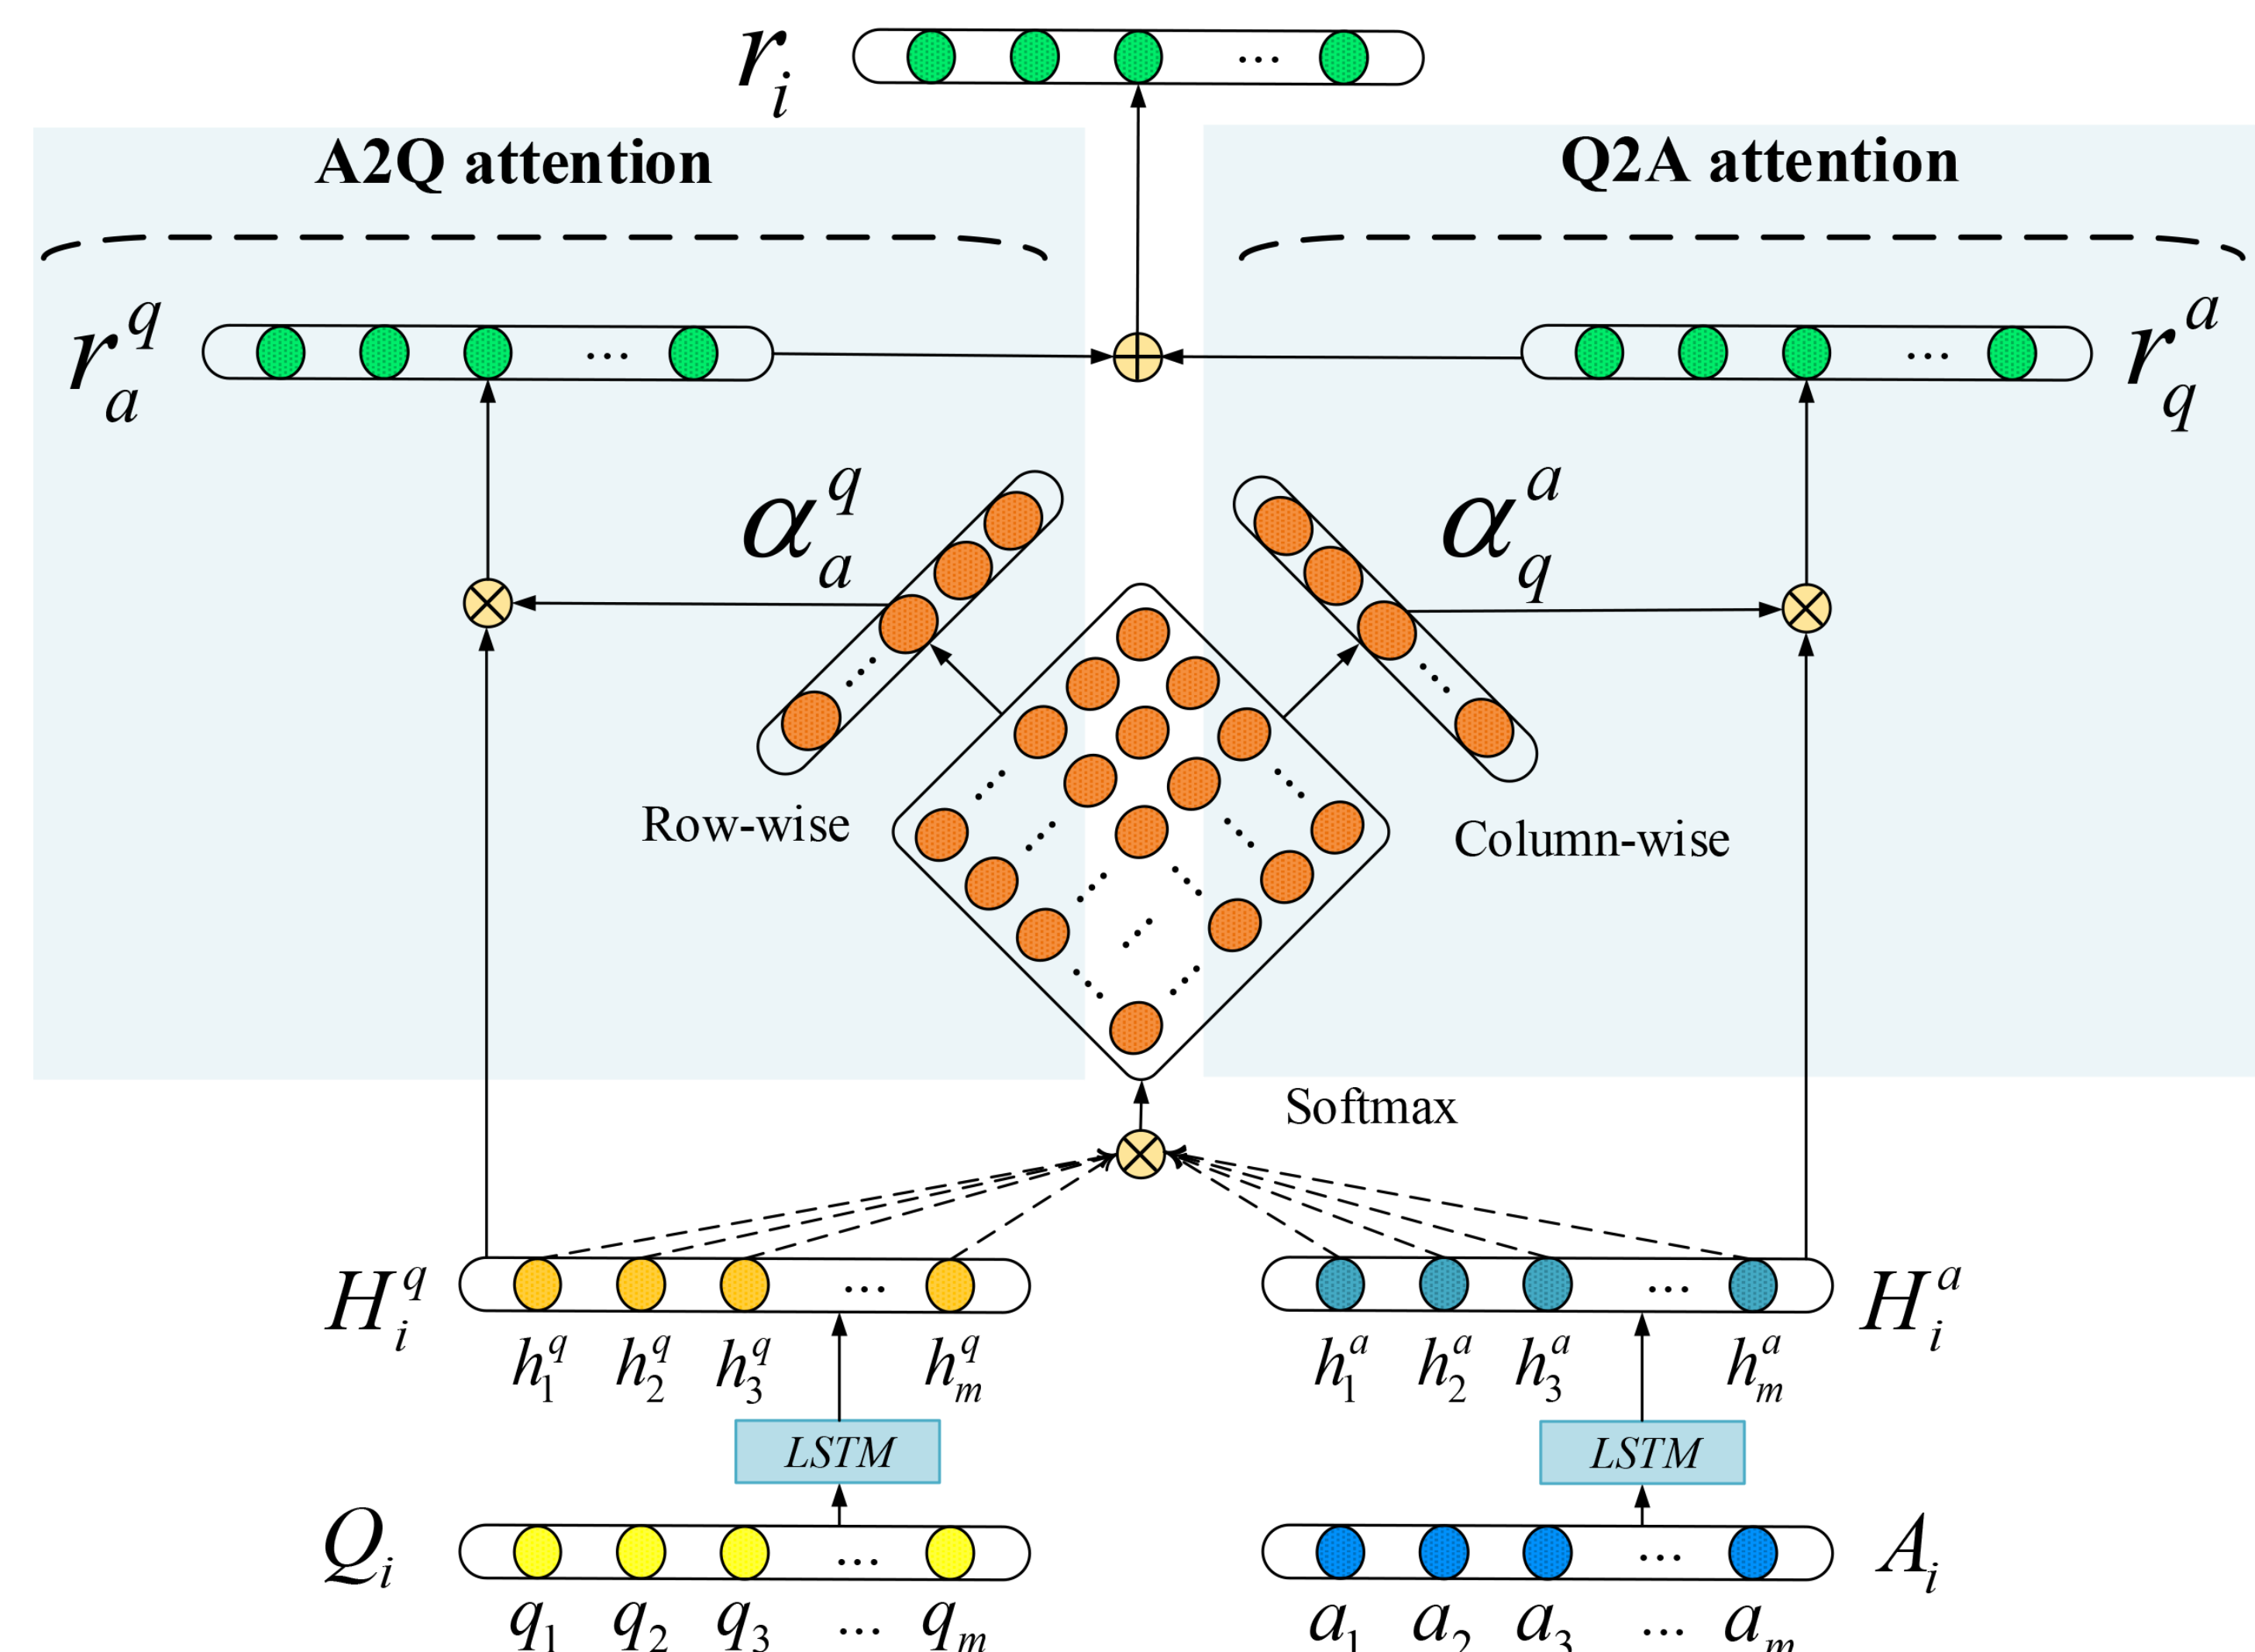 r_i
A2Q attention Q2A attention
r_a^q ... ... r_q^a
α_a^q α_q^a
Row-wise Column-wise
Softmax
H_i^q ... ... H_i^a
h_1^q h_2^q h_3^q h_m^q h_1^a h_2^a h_3^a h_m^a
LSTM LSTM
Q_i ... ... A_i
q_1 q_2 q_3 ... q_m a_1 a_2 a_3 ... a_m